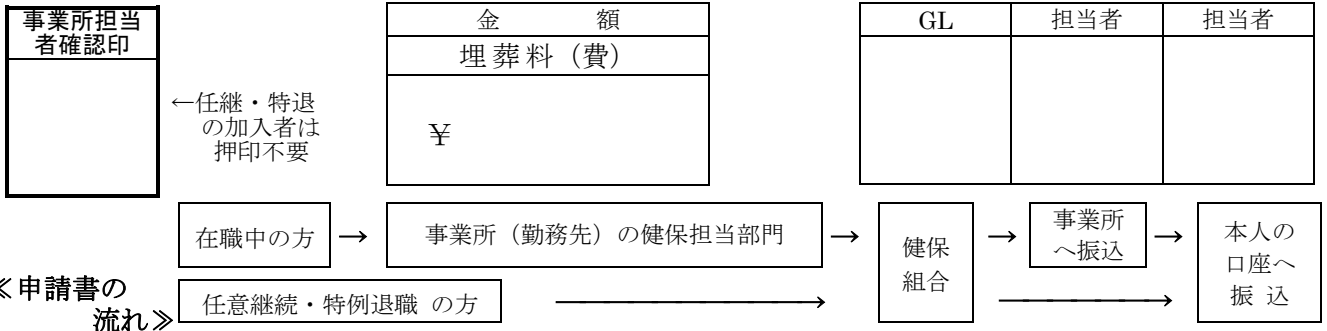 事業所担当
者確認印
←任継・特退
の加入者は
押印不要
金 額
埋葬料(費)
¥
GL 担当者 担当者
≪申請書の
流れ≫
在職中の方 → 事業所(勤務先)の健保担当部門 →
健保
組合
→
事業所
へ振込
→
本人の
口座へ
振 込
任意継続・特例退職 の方